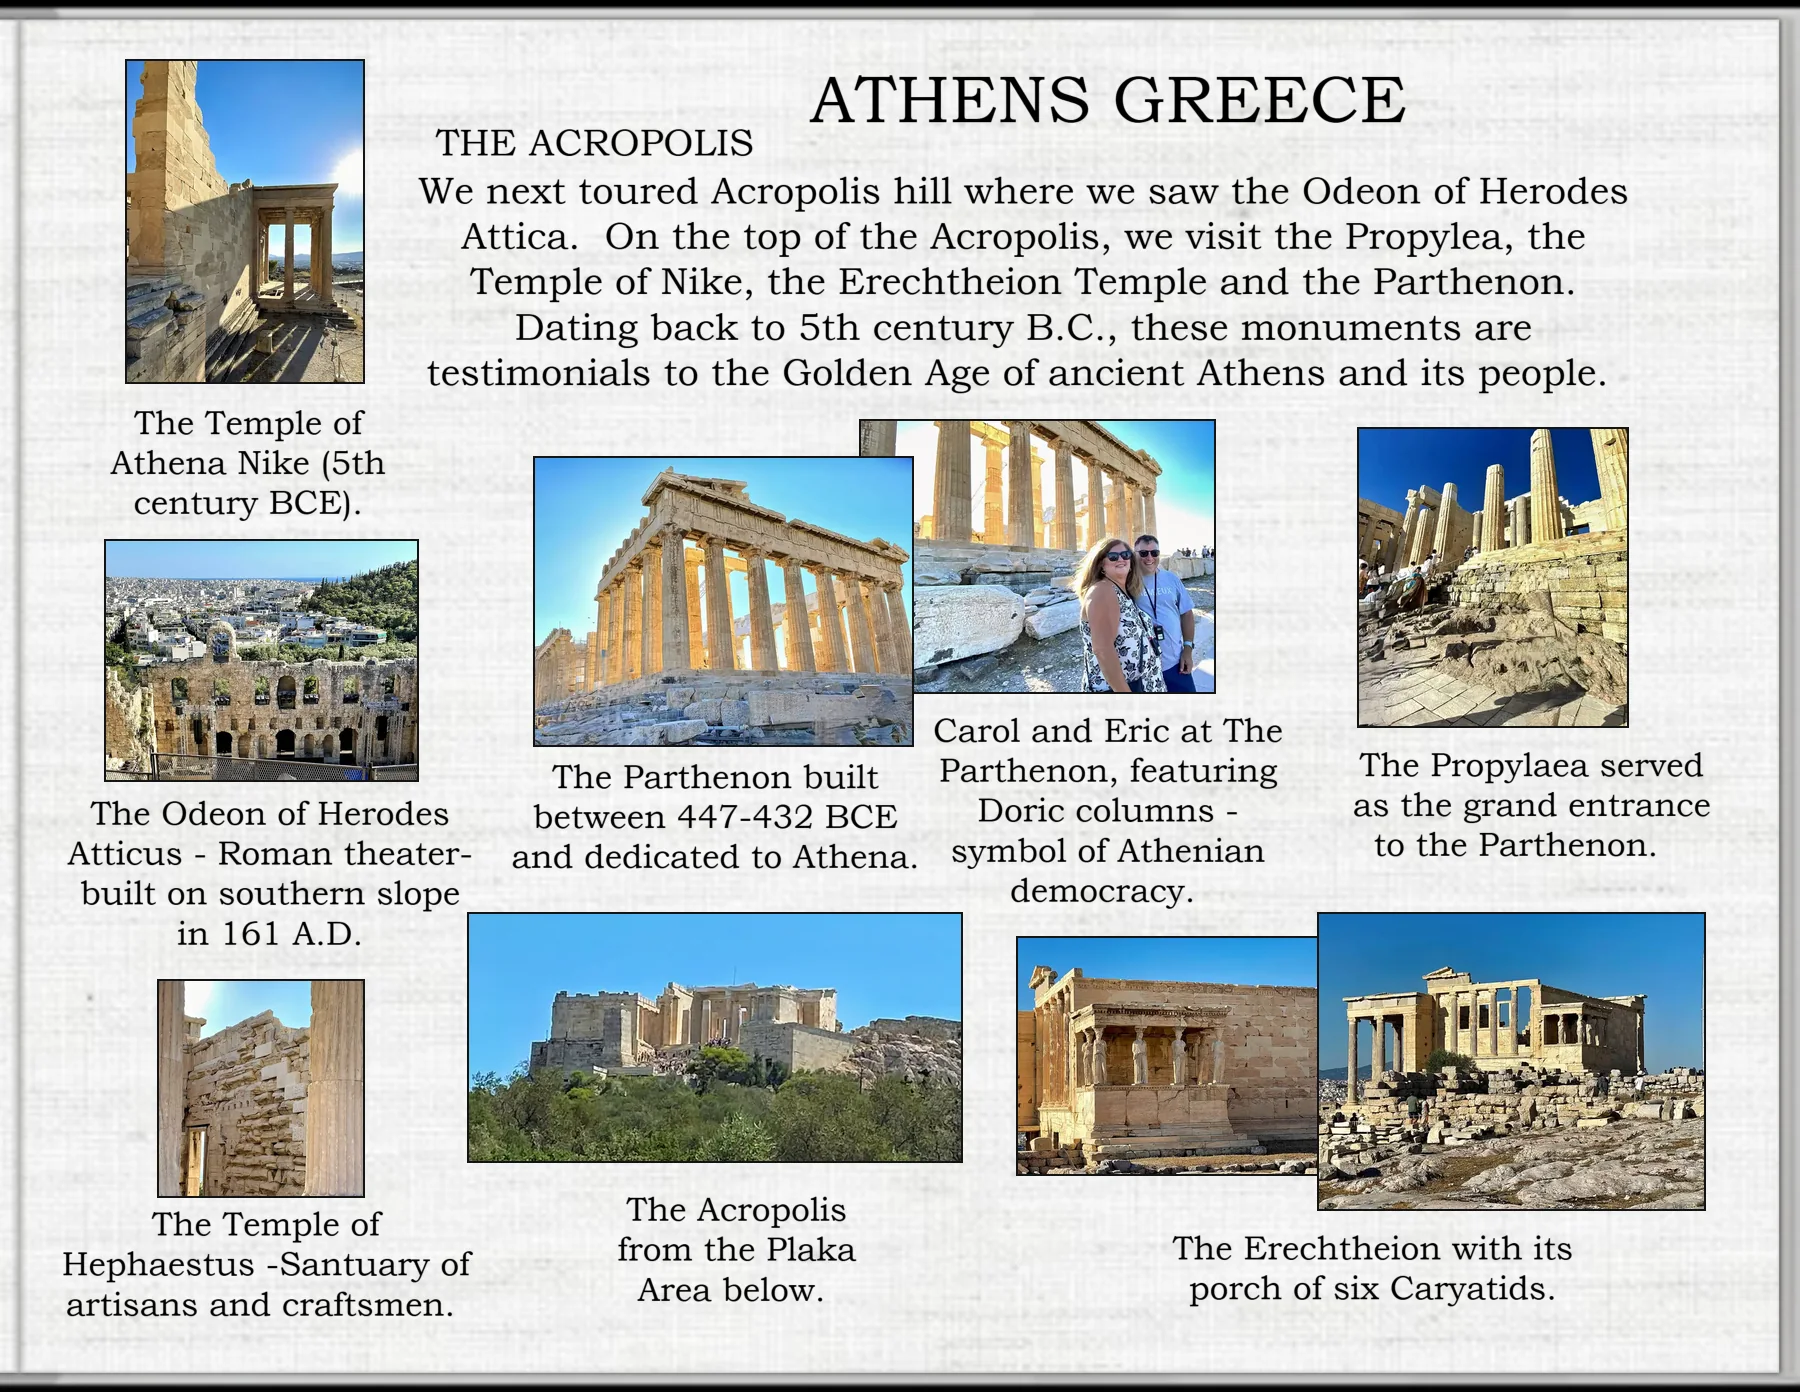 ATHENS GREECE
THE ACROPOLIS
We next toured Acropolis hill where we saw the Odeon of Herodes
Attica.  On the top of the Acropolis, we visit the Propylea, the
Temple of Nike, the Erechtheion Temple and the Parthenon.
Dating back to 5th century B.C., these monuments are
testimonials to the Golden Age of ancient Athens and its people.
The Temple of
Athena Nike (5th
century BCE).
The Odeon of Herodes
Atticus - Roman theater-
built on southern slope
in 161 A.D.
The Parthenon built
between 447-432 BCE
and dedicated to Athena.
Carol and Eric at The
Parthenon, featuring
Doric columns -
symbol of Athenian
democracy.
The Propylaea served
as the grand entrance
to the Parthenon.
The Temple of
Hephaestus -Santuary of
artisans and craftsmen.
The Acropolis
from the Plaka
Area below.
The Erechtheion with its
porch of six Caryatids.